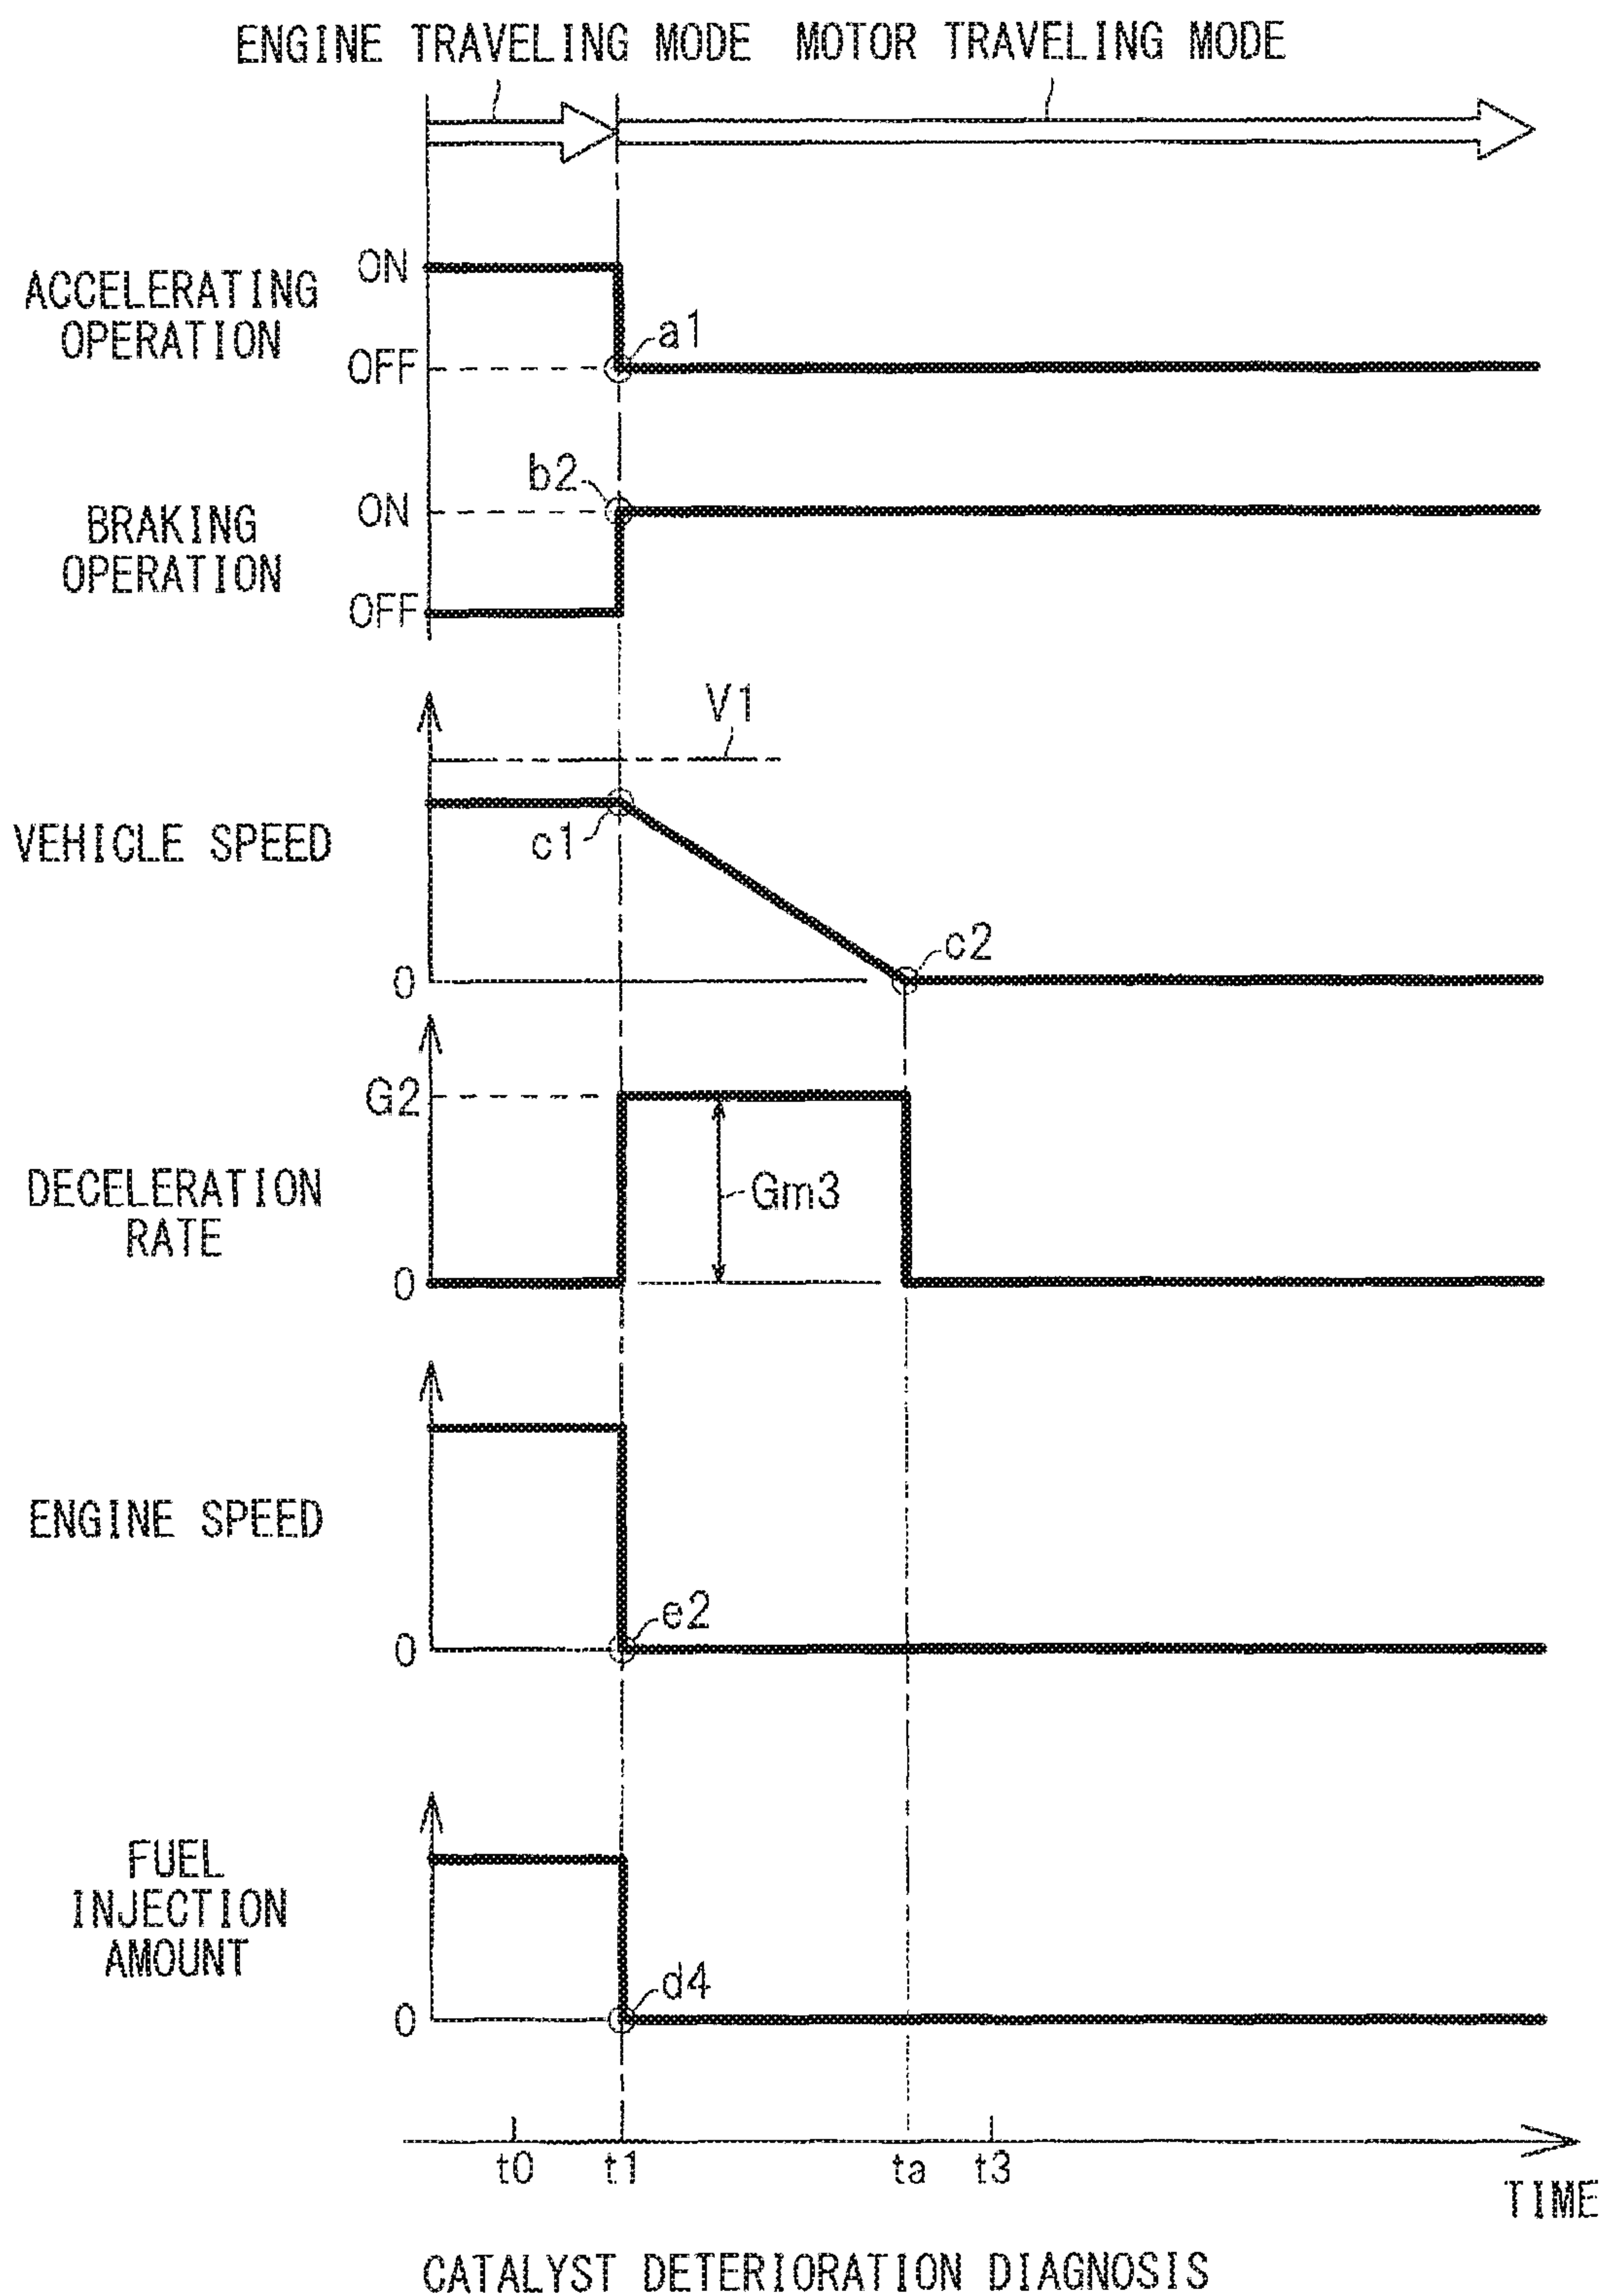 ENGINE TRAVELING MODE MOTOR TRAVELING MODE
ACCELERATING
OPERATION
ON
OFF
a1
BRAKING
OPERATION
ON
OFF
b2
VEHICLE SPEED
V1
c1
c2
0
DECELERATION
RATE
G2
Gm3
0
ENGINE SPEED
e2
0
FUEL
INJECTION
AMOUNT
d4
0
t0 t1 ta t3
TIME
CATALYST DETERIORATION DIAGNOSIS